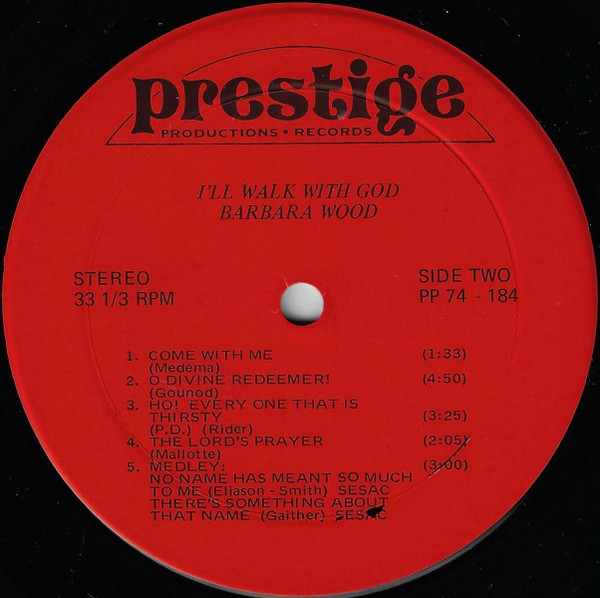 prestige
PRODUCTIONS • RECORDS
I'LL WALK WITH GOD
BARBARA WOOD
STEREO
33 1/3 RPM
SIDE TWO
PP 74 - 184
1. COME WITH ME (1:33)
(Medema)
2. O DIVINE REDEEMER! (4:50)
(Gounod)
3. HO! EVERY ONE THAT IS
THIRSTY (3:25)
(P.D.) (Rider)
4. THE LORD'S PRAYER (2:05)
(Mallotte)
5. MEDLEY: (3:00)
NO NAME HAS MEANT SO MUCH
TO ME (Eliason - Smith) SESAC
THERE'S SOMETHING ABOUT
THAT NAME (Gaither) SESAC